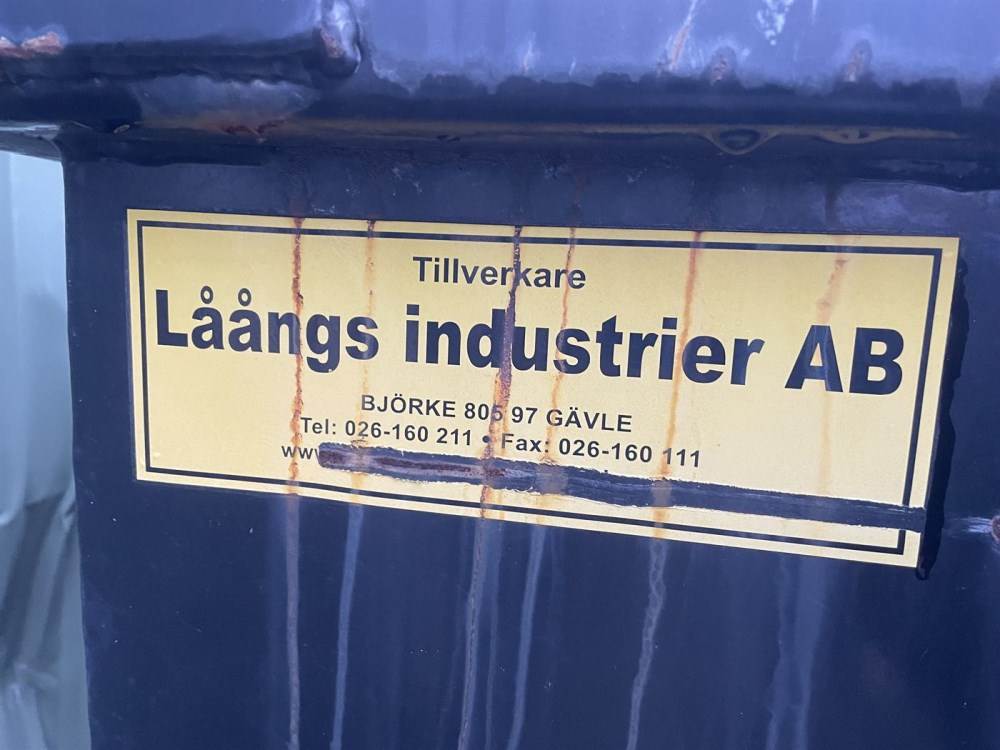 Tillverkare
Låångs industrier AB
BJÖRKE 805 97 GÄVLE
Tel: 026-160 211 • Fax: 026-160 111